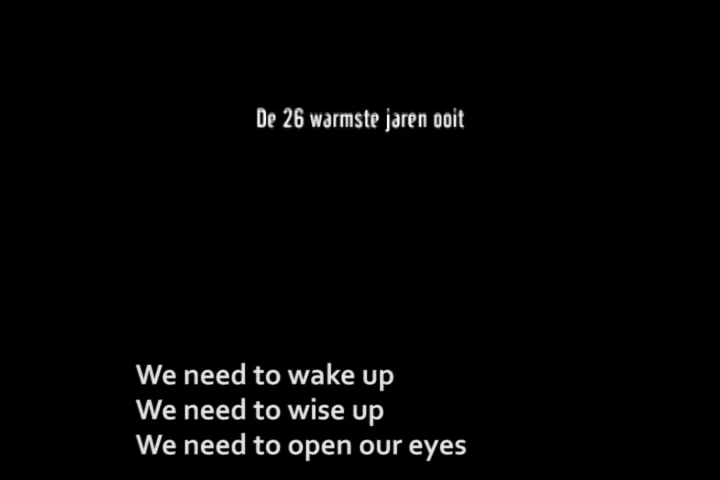 De 26 warmste jaren ooit
We need to wake up
We need to wise up
We need to open our eyes